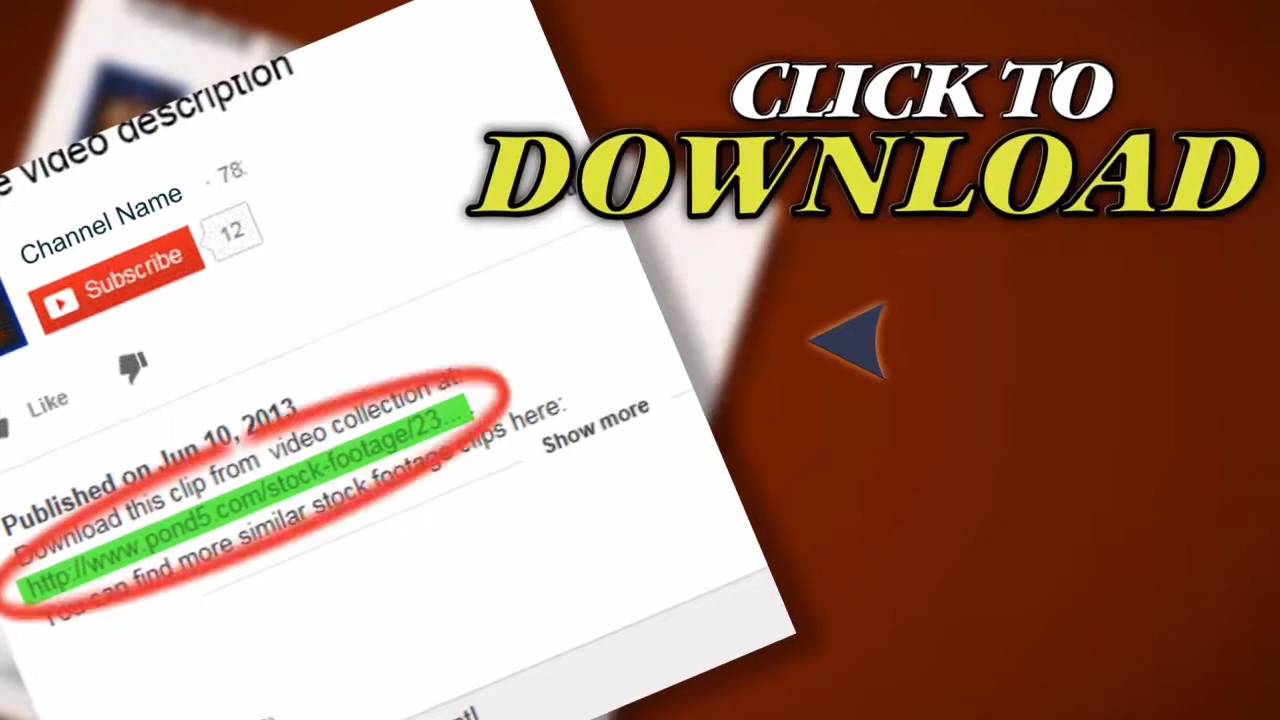 CLICK TO
DOWNLOAD
video description
Channel Name
78
Subscribe
12
Like
Published on Jun 10, 2013
Download this clip from video collection at
http://www.pond5.com/stock-footage/23...
You can find more similar stock footage clips here:
Show more